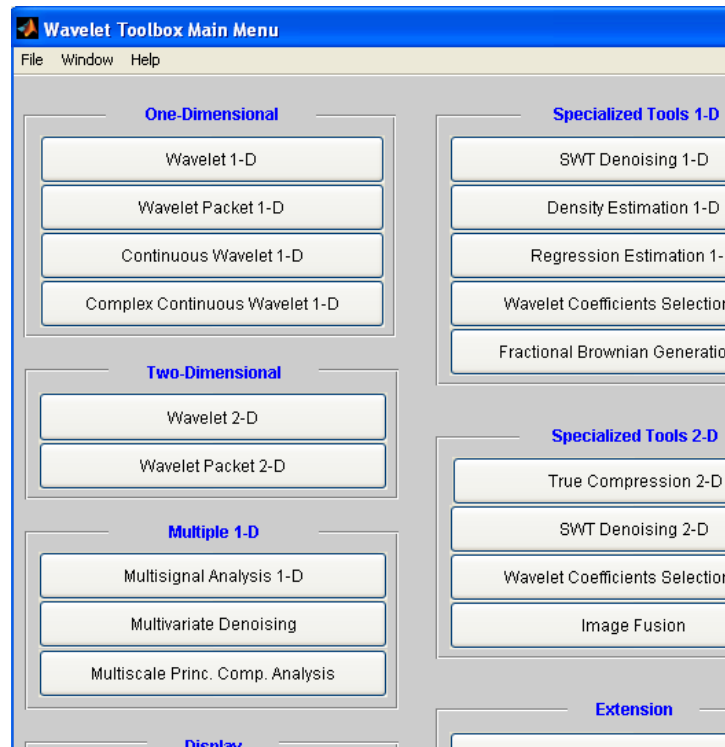 Wavelet Toolbox Main Menu
File Window Help
One-Dimensional
Wavelet 1-D
Wavelet Packet 1-D
Continuous Wavelet 1-D
Complex Continuous Wavelet 1-D
Two-Dimensional
Wavelet 2-D
Wavelet Packet 2-D
Multiple 1-D
Multisignal Analysis 1-D
Multivariate Denoising
Multiscale Princ. Comp. Analysis
Display
Specialized Tools 1-D
SWT Denoising 1-D
Density Estimation 1-D
Regression Estimation 1-
Wavelet Coefficients Selection
Fractional Brownian Generatio
Specialized Tools 2-D
True Compression 2-D
SWT Denoising 2-D
Wavelet Coefficients Selection
Image Fusion
Extension